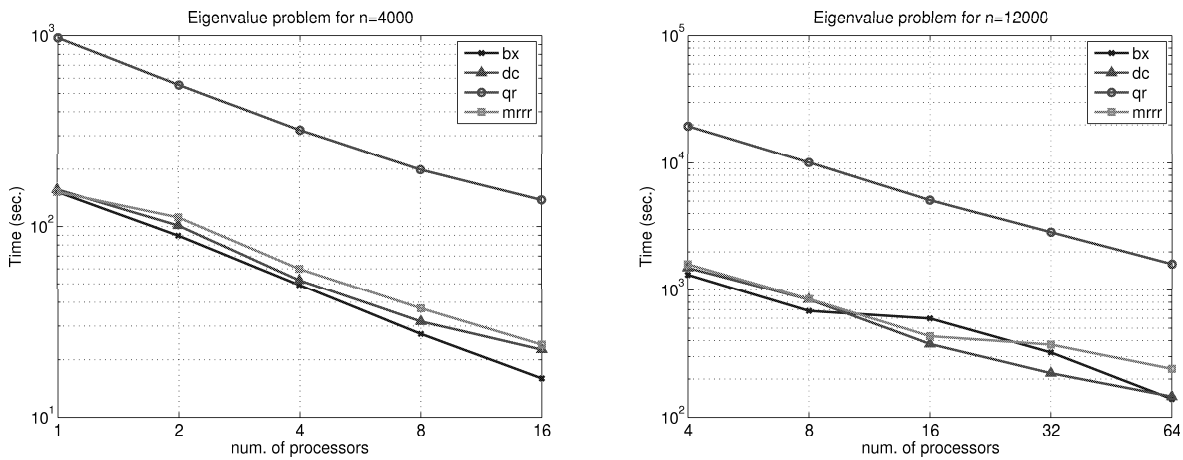 Eigenvalue problem for n=4000
10^3
10^2
10^1
Time (sec.)
1 2 4 8 16
num. of processors
bx
dc
qr
mrrr
Eigenvalue problem for n=12000
10^5
10^4
10^3
10^2
Time (sec.)
4 8 16 32 64
num. of processors
bx
dc
qr
mrrr